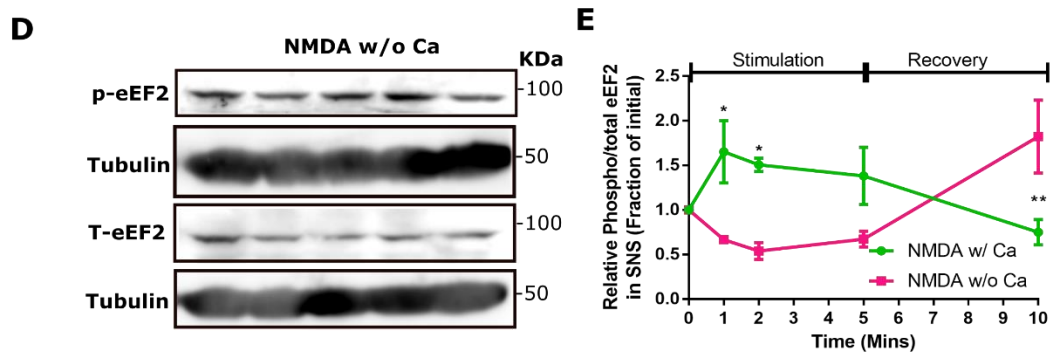 D
NMDA w/o Ca
KDa
p-eEF2
-100
Tubulin
-50
T-eEF2
-100
Tubulin
-50
E
Stimulation
Recovery
Relative Phospho/total eEF2
in SNS (Fraction of initial)
2.5
2.0
1.5
1.0
0.5
0.0
*
*
**
NMDA w/ Ca
NMDA w/o Ca
0 1 2 3 4 5 6 7 8 9 10
Time (Mins)